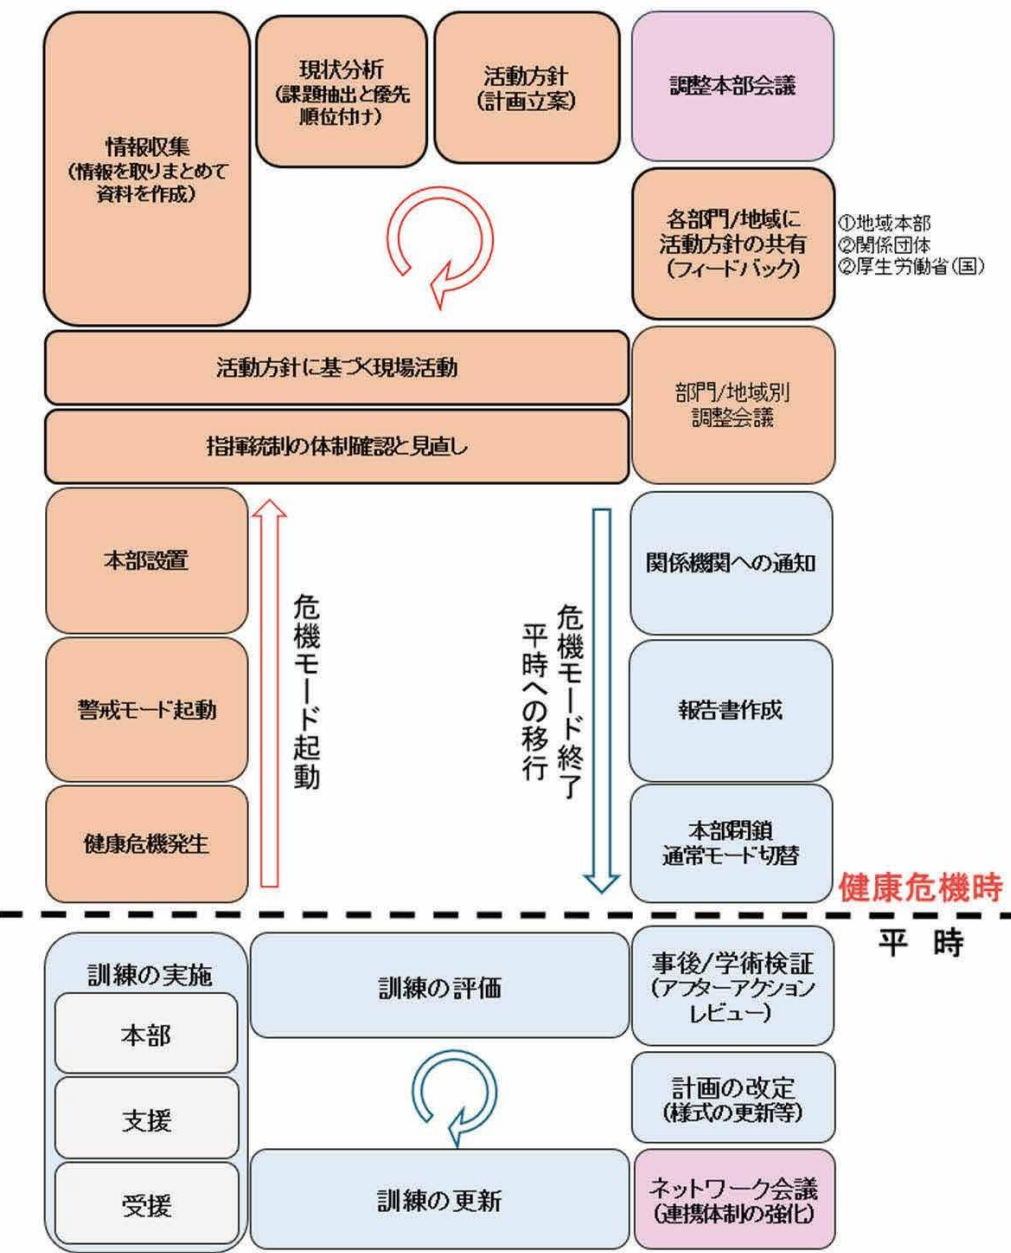 情報収集
(情報を取りまとめて
資料を作成)
現状分析
(課題抽出と優先
順位付け)
活動方針
(計画立案)
調整本部会議
各部門/地域に
活動方針の共有
(フィードバック)
①地域本部
②関係団体
②厚生労働省(国)
活動方針に基づく現場活動
指揮統制の体制確認と見直し
部門/地域別
調整会議
本部設置
警戒モード起動
健康危機発生
危機モード起動
危機モード終了
平時への移行
関係機関への通知
報告書作成
本部閉鎖
通常モード切替
健康危機時
平 時
訓練の実施
本部
支援
受援
訓練の評価
訓練の更新
事後/学術検証
(アフターアクション
レビュー)
計画の改定
(様式の更新等)
ネットワーク会議
(連携体制の強化)